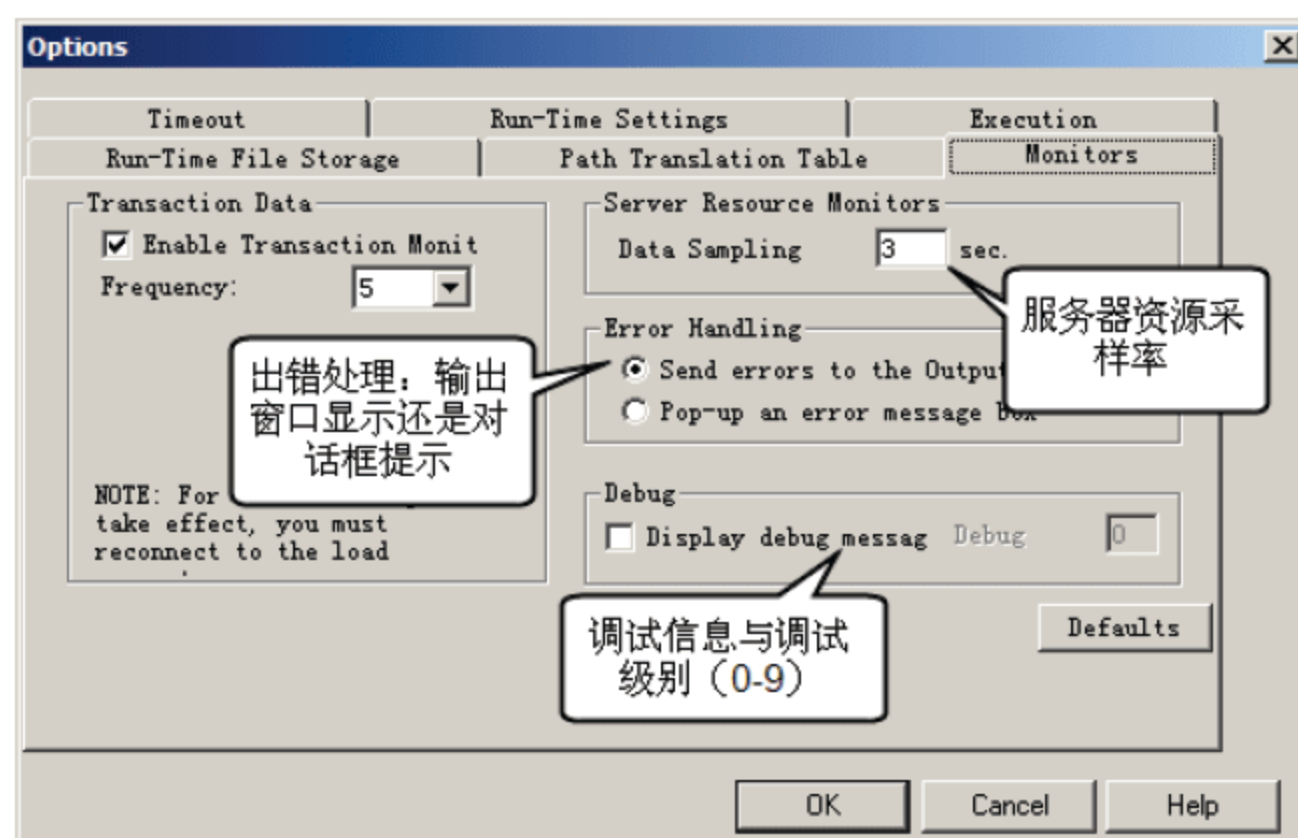 Options
Timeout
Run-Time Settings
Execution
Run-Time File Storage
Path Translation Table
Monitors
Transaction Data
Enable Transaction Monit
Frequency:
5
NOTE: For
take effect, you must
reconnect to the load
Server Resource Monitors
Data Sampling
3
sec.
服务器资源采
样率
Error Handling
Send errors to the Output
Pop-up an error message
出错处理：输出
窗口显示还是对
话框提示
Debug
Display debug messag
Debug
0
调试信息与调试
级别（0-9）
Defaults
OK
Cancel
Help